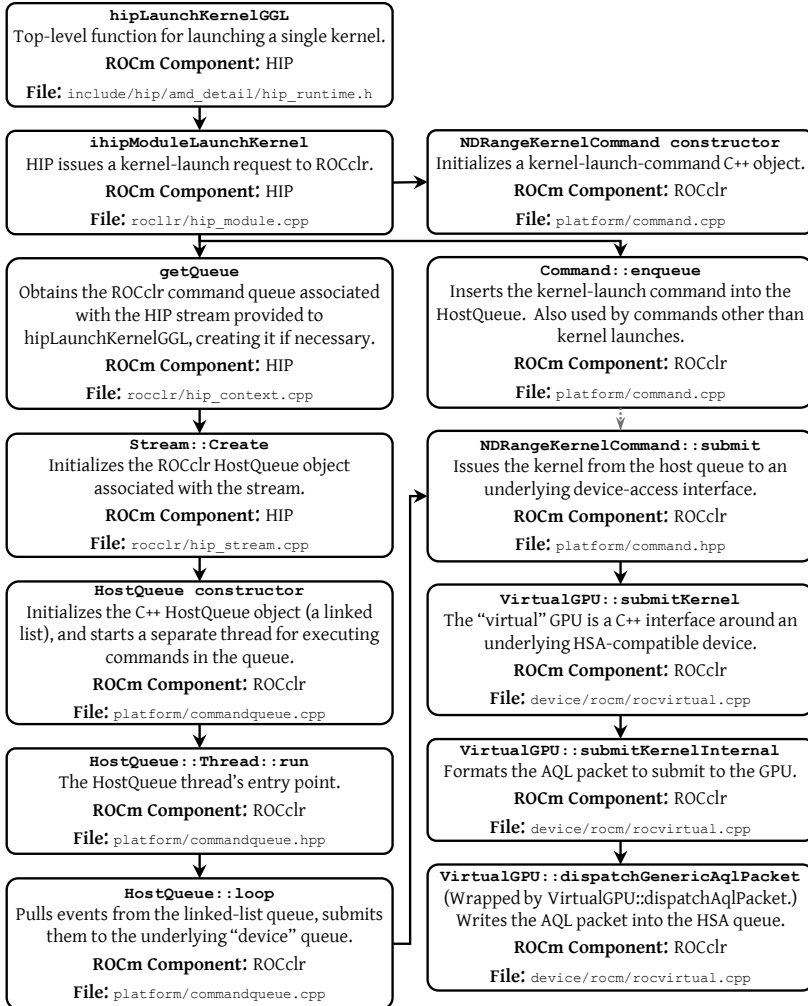 hipLaunchKernelGGL
Top-level function for launching a single kernel.
ROCm Component: HIP
File: include/hip/amd_detail/hip_runtime.h
ihipModuleLaunchKernel
HIP issues a kernel-launch request to ROCclr.
ROCm Component: HIP
File: rocllr/hip_module.cpp
NDRangeKernelCommand constructor
Initializes a kernel-launch-command C++ object.
ROCm Component: ROCclr
File: platform/command.cpp
getQueue
Obtains the ROCclr command queue associated
with the HIP stream provided to
hipLaunchKernelGGL, creating it if necessary.
ROCm Component: HIP
File: rocclr/hip_context.cpp
Stream::Create
Initializes the ROCclr HostQueue object
associated with the stream.
ROCm Component: HIP
File: rocclr/hip_stream.cpp
HostQueue constructor
Initializes the C++ HostQueue object (a linked
list), and starts a separate thread for executing
commands in the queue.
ROCm Component: ROCclr
File: platform/commandqueue.cpp
HostQueue::Thread::run
The HostQueue thread's entry point.
ROCm Component: ROCclr
File: platform/commandqueue.hpp
HostQueue::loop
Pulls events from the linked-list queue, submits
them to the underlying “device” queue.
ROCm Component: ROCclr
File: platform/commandqueue.cpp
Command::enqueue
Inserts the kernel-launch command into the
HostQueue. Also used by commands other than
kernel launches.
ROCm Component: ROCclr
File: platform/command.cpp
NDRangeKernelCommand::submit
Issues the kernel from the host queue to an
underlying device-access interface.
ROCm Component: ROCclr
File: platform/command.hpp
VirtualGPU::submitKernel
The “virtual” GPU is a C++ interface around an
underlying HSA-compatible device.
ROCm Component: ROCclr
File: device/rocm/rocvirtual.cpp
VirtualGPU::submitKernelInternal
Formats the AQL packet to submit to the GPU.
ROCm Component: ROCclr
File: device/rocm/rocvirtual.cpp
VirtualGPU::dispatchGenericAqlPacket
(Wrapped by VirtualGPU::dispatchAqlPacket.)
Writes the AQL packet into the HSA queue.
ROCm Component: ROCclr
File: device/rocm/rocvirtual.cpp